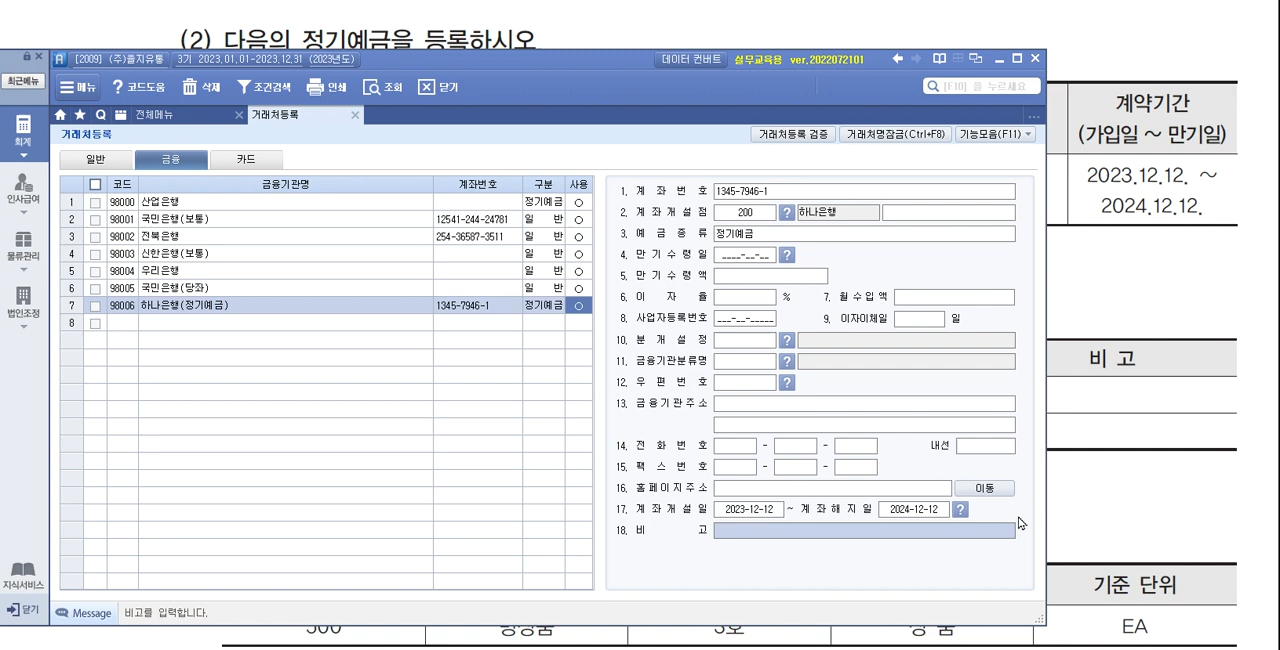 (2) 다음의 정기예금을 등록하시오
[2009] (주)을지유통 3기 2023.01.01-2023.12.31 (2023년도) 데이터 컨버트 실무교육용 ver.2022072101
최근메뉴 메뉴 코드도움 삭제 조건검색 인쇄 조회 닫기 [F10] 을 누르세요
전체메뉴 거래처등록
거래처등록 거래처등록 검증 거래처명잠금(Ctrl+F8) 기능모음(F11)
일반 금융 카드
회계
인사급여
물류관리
법인조정
지식서비스
닫기
코드 금융기관명 계좌번호 구분 사용
1 98000 산업은행 정기예금 ○
2 98001 국민은행(보통) 12541-244-24781 일 반 ○
3 98002 전북은행 254-36587-3511 일 반 ○
4 98003 신한은행(보통) 일 반 ○
5 98004 우리은행 일 반 ○
6 98005 국민은행(당좌) 일 반 ○
7 98006 하나은행(정기예금) 1345-7946-1 정기예금 ○
8
1. 계 좌 번 호 1345-7946-1
2. 계 좌 개 설 점 200 ? 하나은행
3. 예 금 종 류 정기예금
4. 만 기 수 령 일 ____-__-__ ?
5. 만 기 수 령 액
6. 이 자 율 % 7. 월 수 입 액
8. 사업자등록번호 ___-__-_____ 9. 이자이체일 일
10. 분 개 설 정 ?
11. 금융기관분류명 ?
12. 우 편 번 호 ?
13. 금 융 기 관 주 소
14. 전 화 번 호 - - 내선
15. 팩 스 번 호 - -
16. 홈 페 이 지 주 소 이동
17. 계 좌 개 설 일 2023-12-12 ~ 계 좌 해 지 일 2024-12-12 ?
18. 비 고
Message 비고를 입력합니다.
계약기간
(가입일 ~ 만기일)
2023.12.12. ~
2024.12.12.
비 고
기준 단위
EA